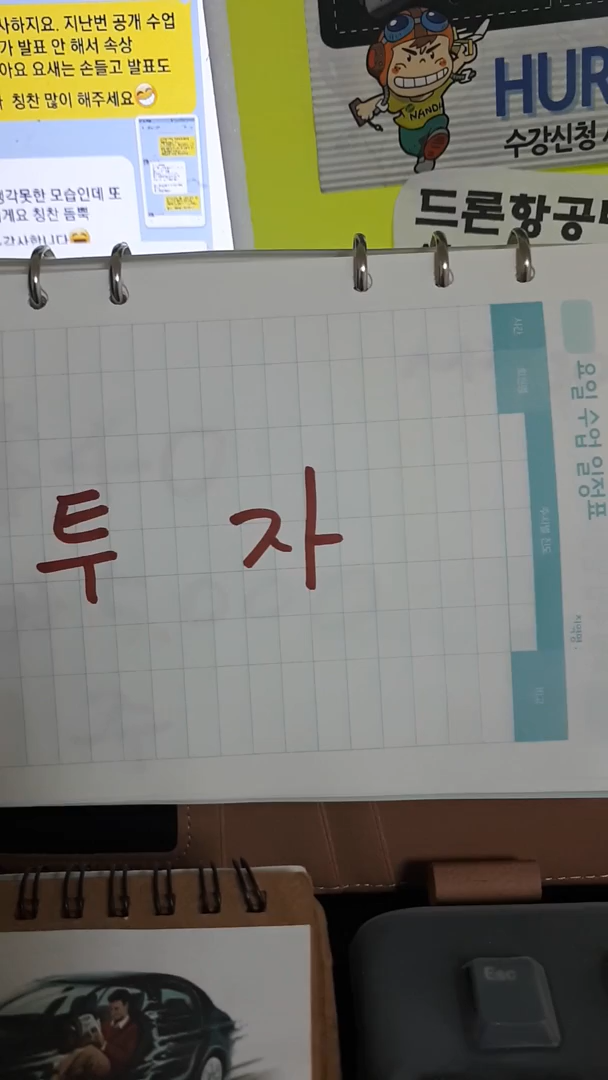 사하지요. 지난번 공개 수업
가 발표 안 해서 속상
아요 요새는 손들고 발표도
칭찬 많이 해주세요😁
생각못한 모습인데 또
게요 칭찬 듬뿍
감사합니다😄
NANDA
HUR
수강신청
드론항공
요일 수업 일정표
시간
투 자
Esc